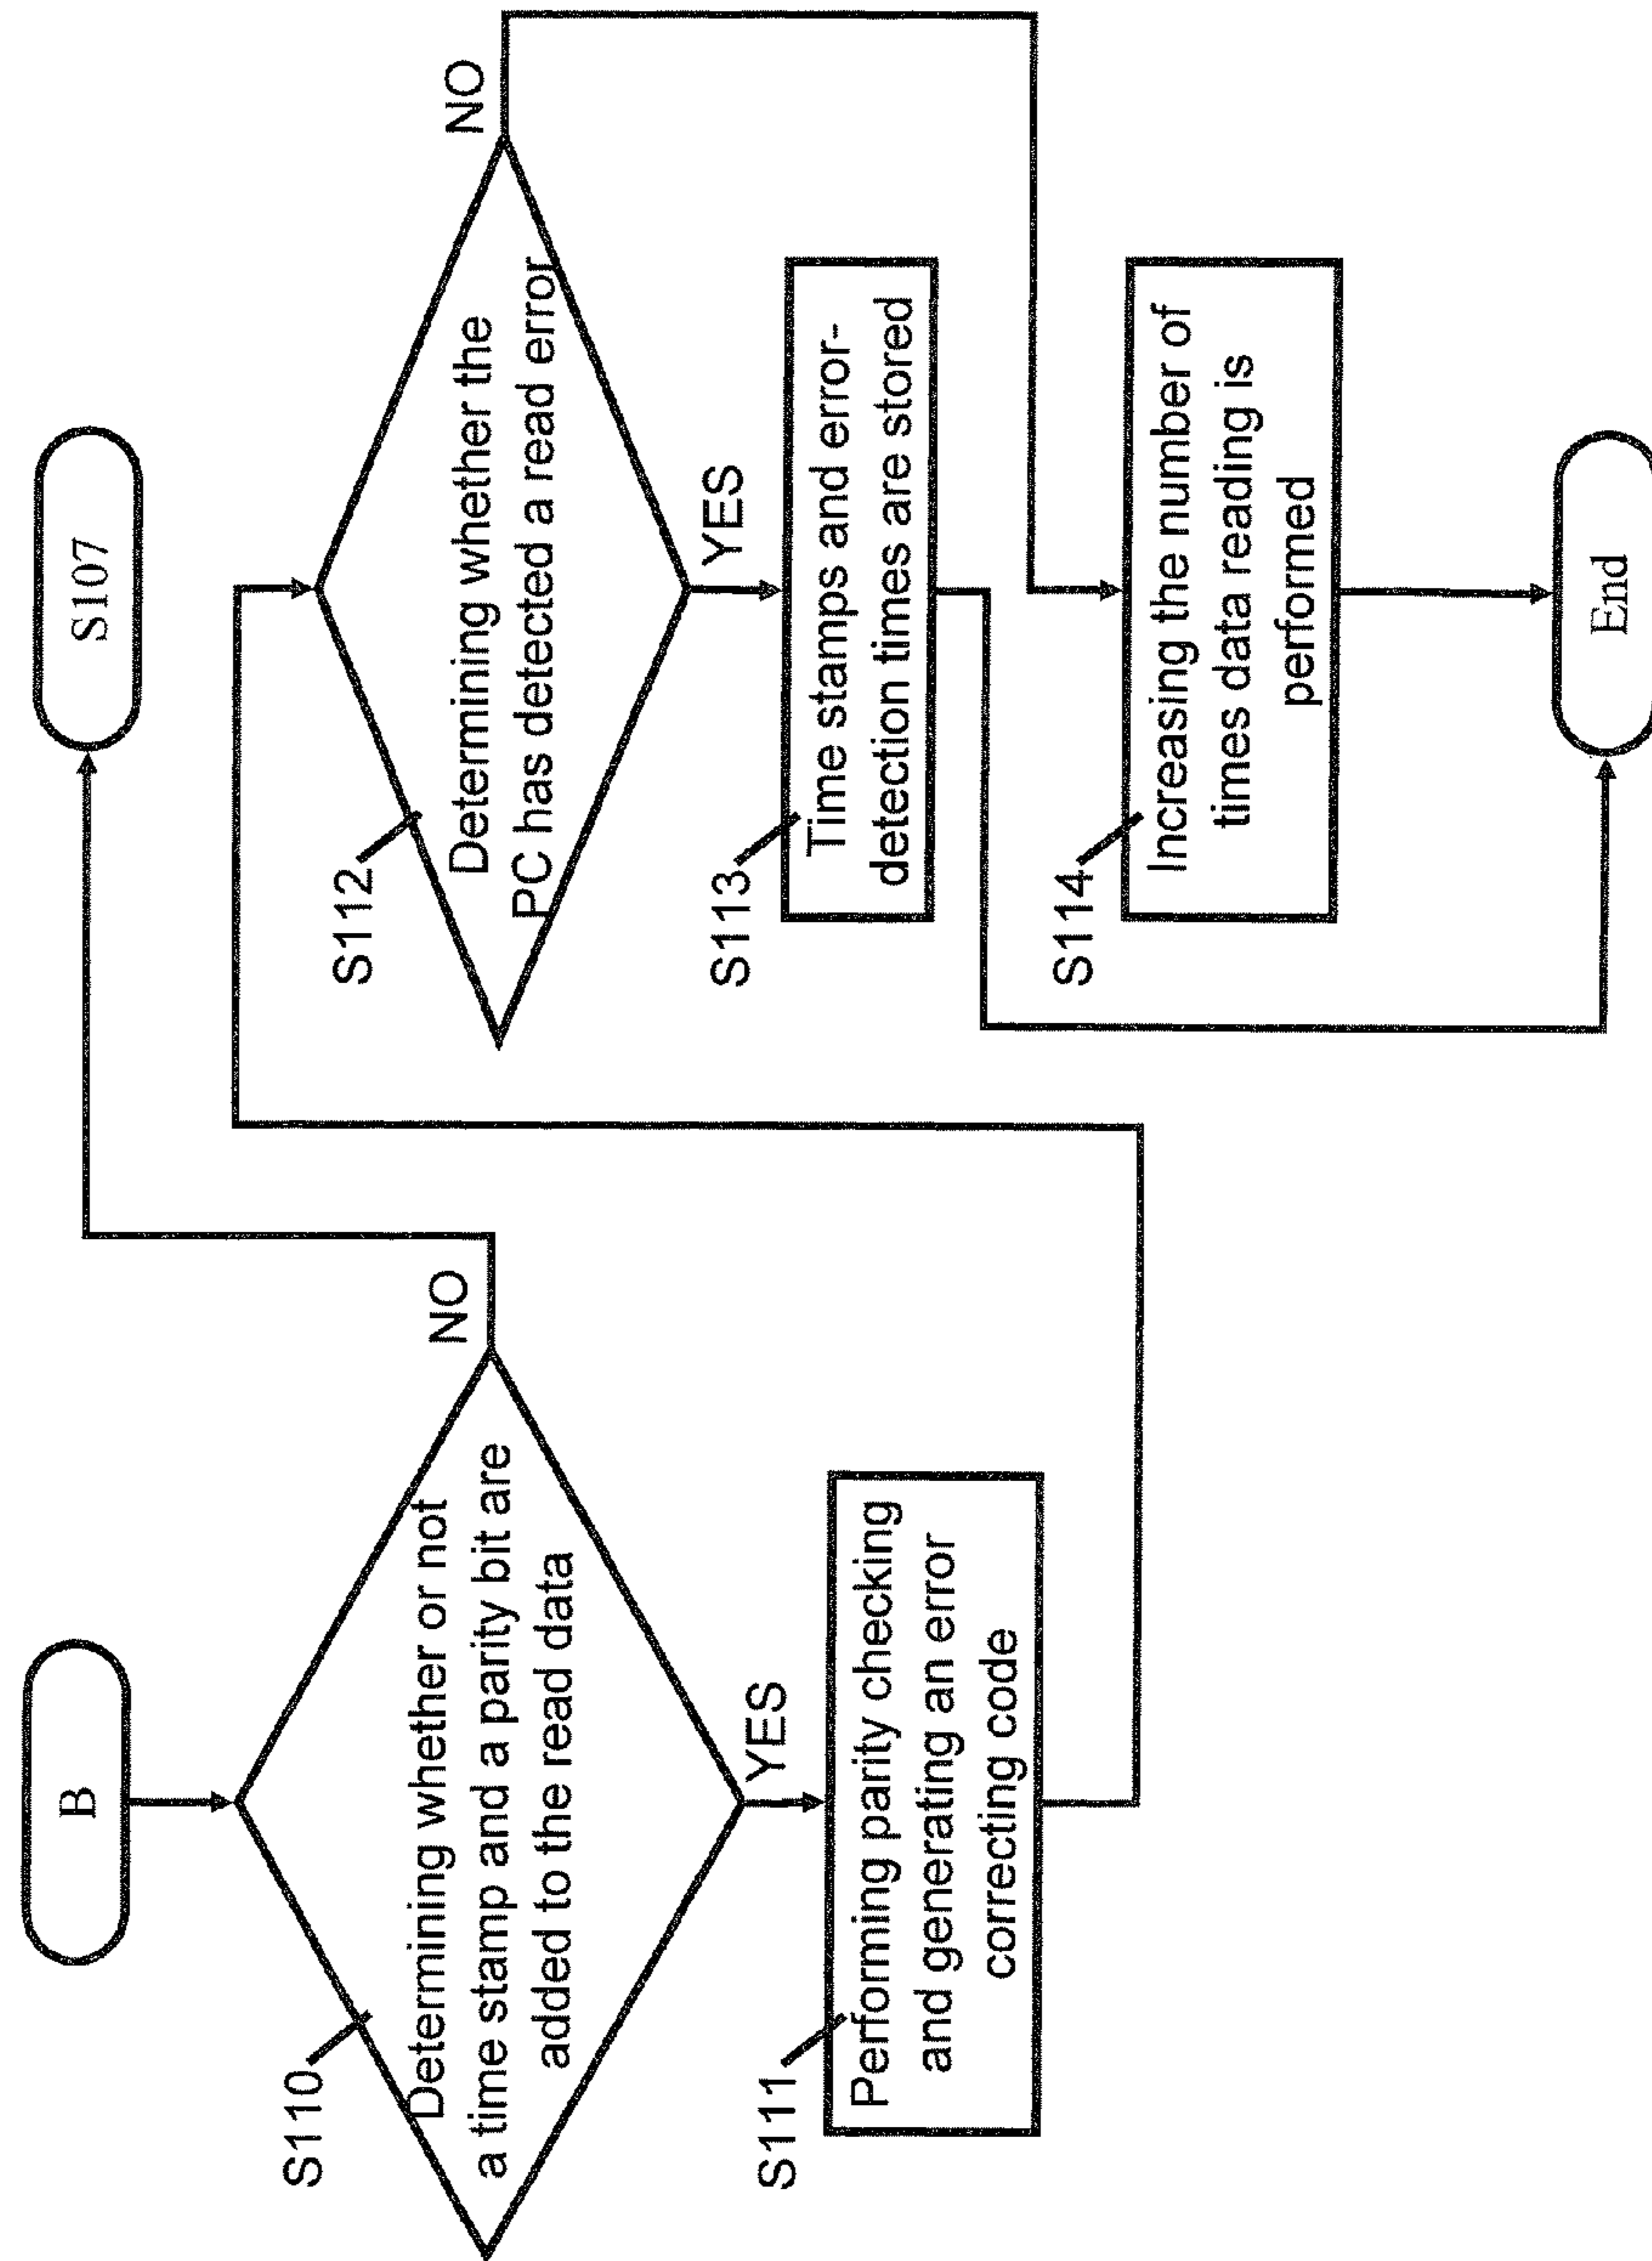 B
S110
Determining whether or not
a time stamp and a parity bit are
added to the read data
NO
YES
S111
Performing parity checking
and generating an error
correcting code
S107
S112
Determining whether the
PC has detected a read error
NO
YES
S113
Time stamps and error-
detection times are stored
S114
Increasing the number of
times data reading is
performed
End